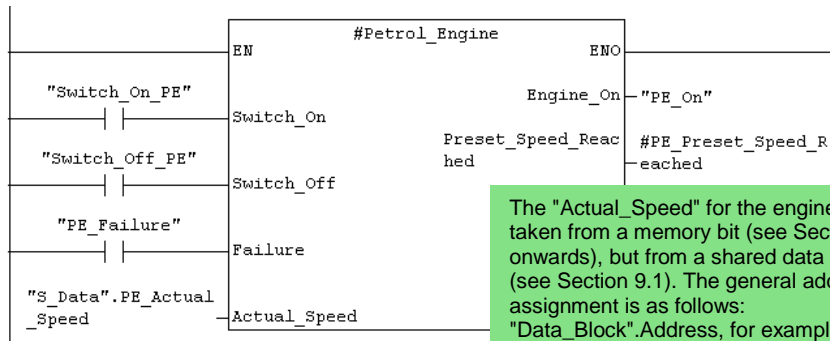 #Petrol_Engine
EN
ENO
"Switch_On_PE"
Switch_On
Engine_On
"PE_On"
Preset_Speed_Reac
hed
#PE_Preset_Speed_R
eached
"Switch_Off_PE"
Switch_Off
"PE_Failure"
Failure
"S_Data".PE_Actual
_Speed
Actual_Speed
The "Actual_Speed" for the engine
taken from a memory bit (see Sec
onwards), but from a shared data
(see Section 9.1). The general add
assignment is as follows:
"Data_Block".Address, for exampl